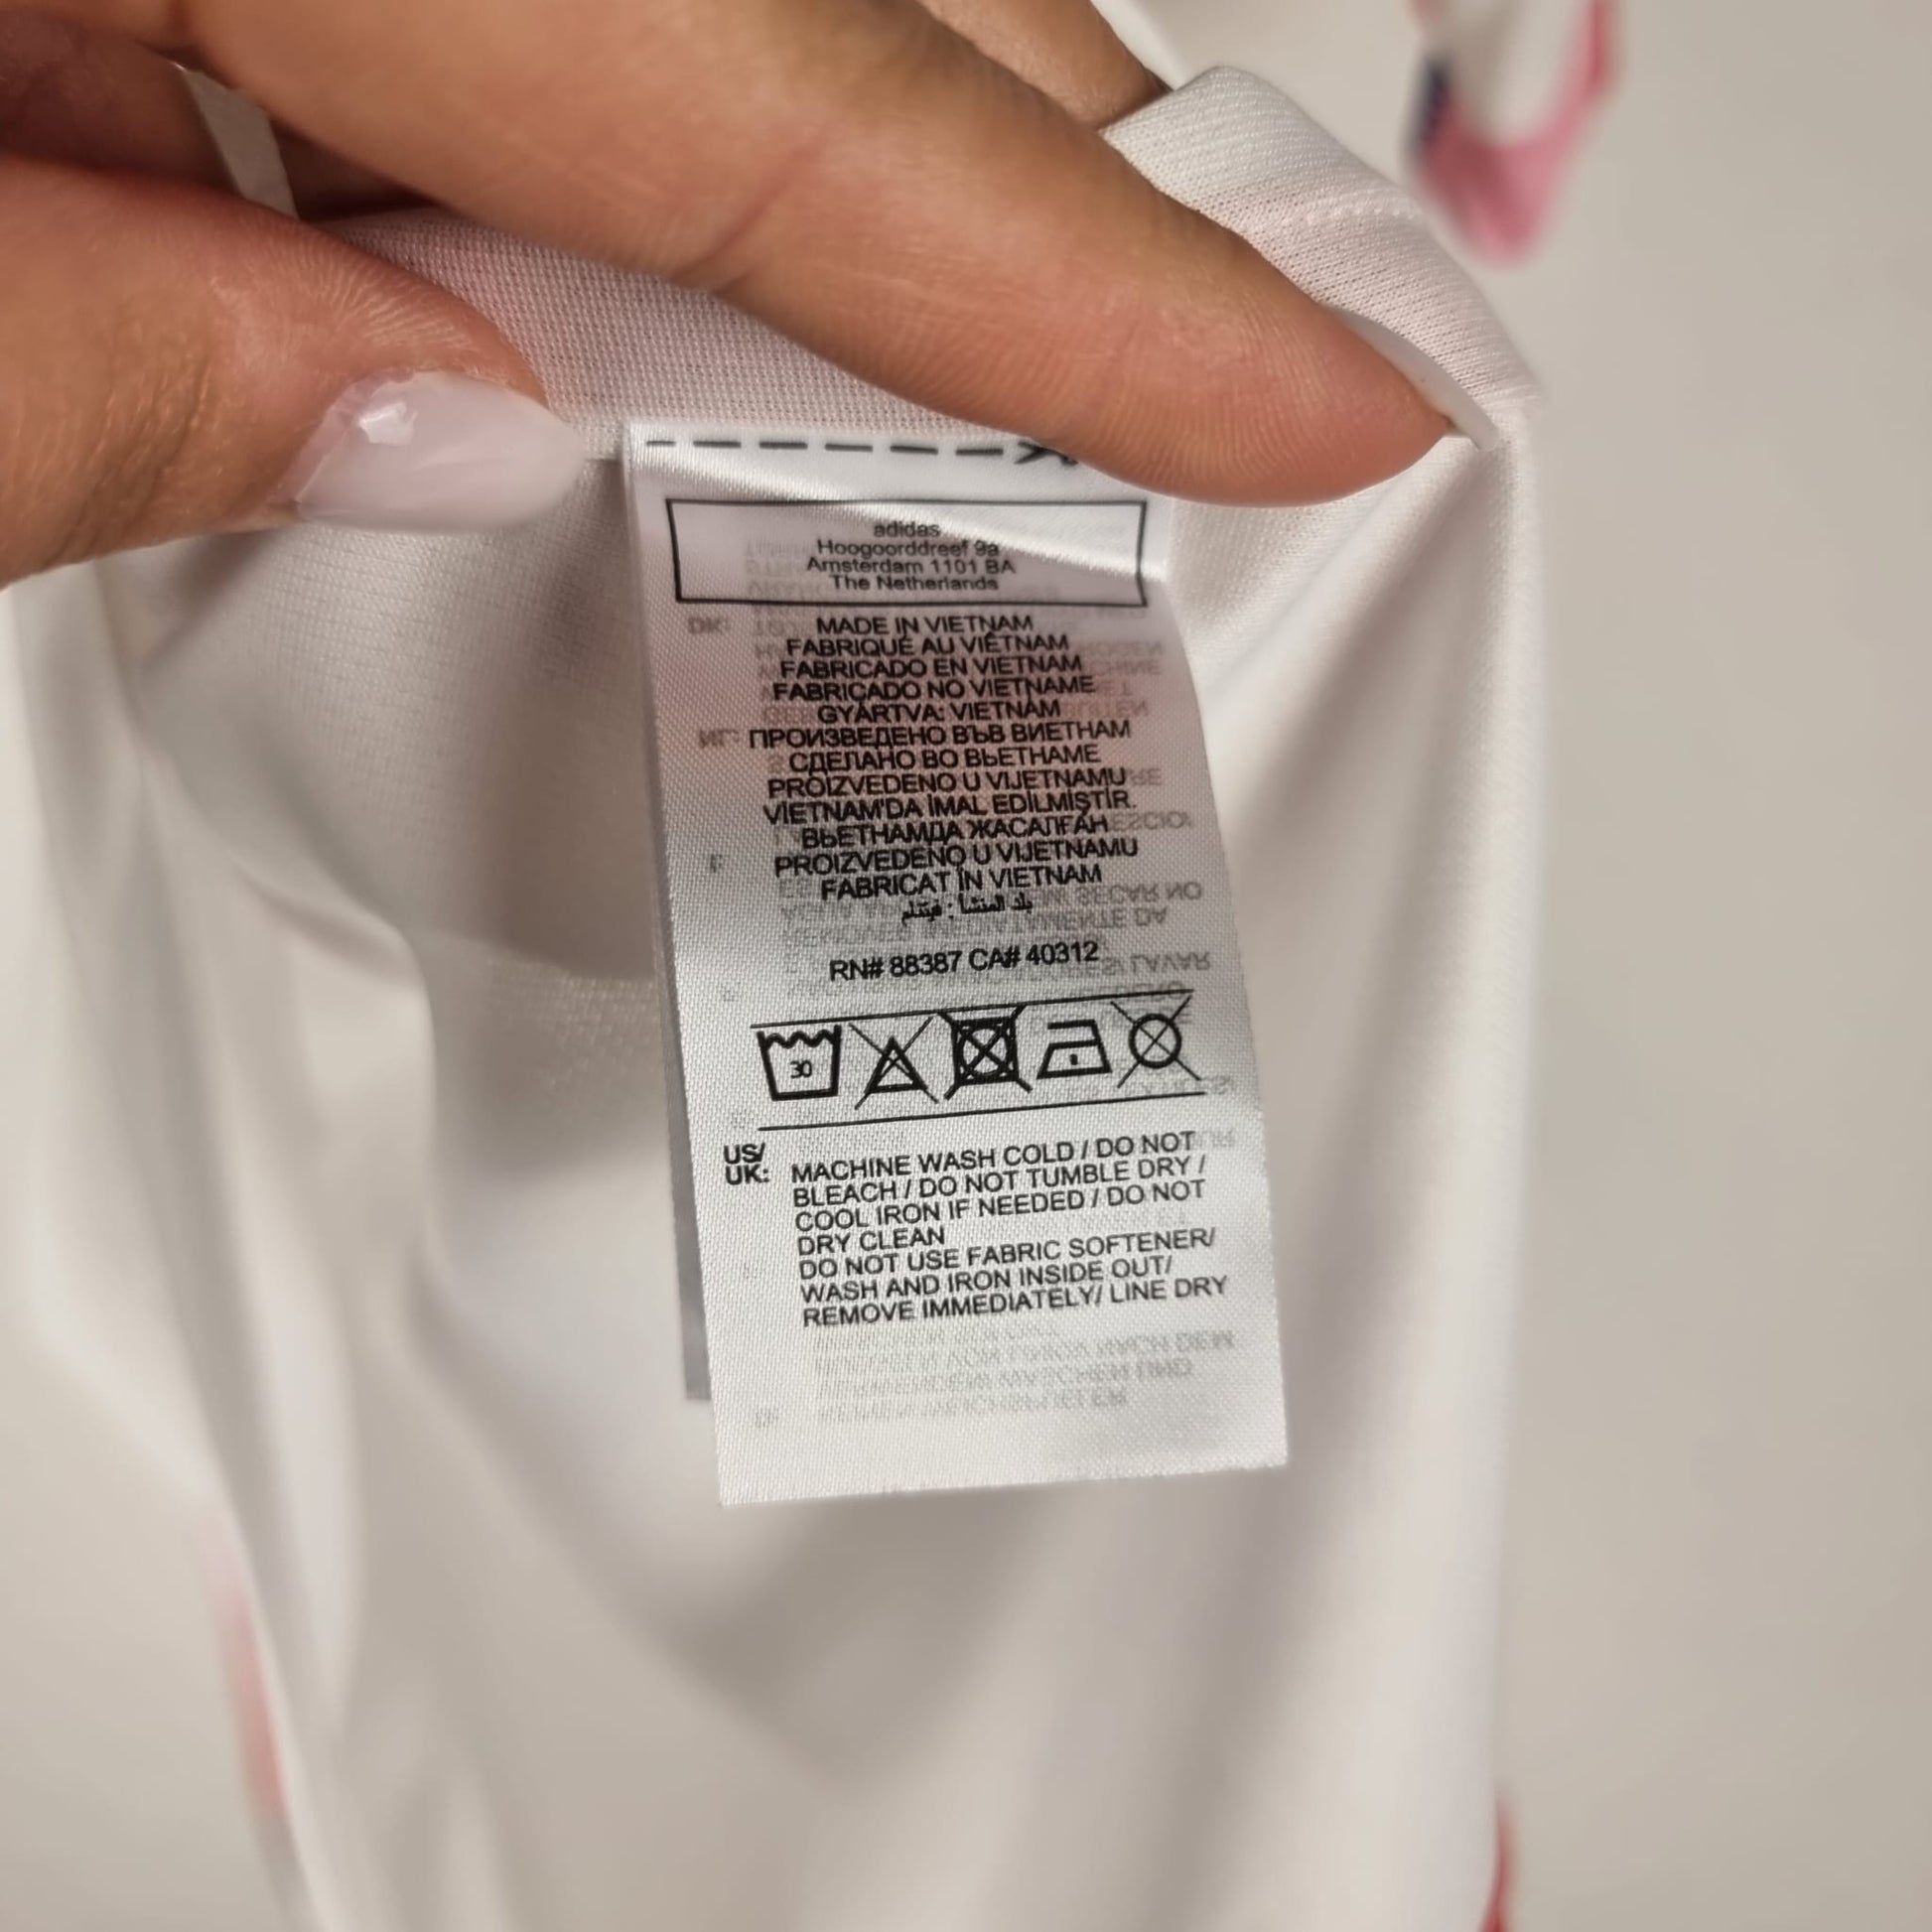 adidas
Hoogoorddreef 9a
Amsterdam 1101 BA
The Netherlands
MADE IN VIETNAM
FABRIQUÉ AU VIÊTNAM
FABRICADO EN VIETNAM
FABRICADO NO VIETNAME
GYÁRTVA: VIETNÁM
ПРОИЗВЕДЕНО ВЪВ ВИЕТНАМ
СДЕЛАНО ВО ВЬЕТНАМЕ
PROIZVEDENO U VIJETNAMU
VIETNAM'DA İMAL EDİLMİŞTİR.
ВЬЕТНАМДА ЖАСАЛҒАН
PROIZVEDENO U VIJETNAMU
FABRICAT ÎN VIETNAM
بلد المنشأ : فيتنام
RN# 88387 CA# 40312
30
US/
UK: MACHINE WASH COLD / DO NOT
BLEACH / DO NOT TUMBLE DRY /
COOL IRON IF NEEDED / DO NOT
DRY CLEAN
DO NOT USE FABRIC SOFTENER/
WASH AND IRON INSIDE OUT/
REMOVE IMMEDIATELY/ LINE DRY